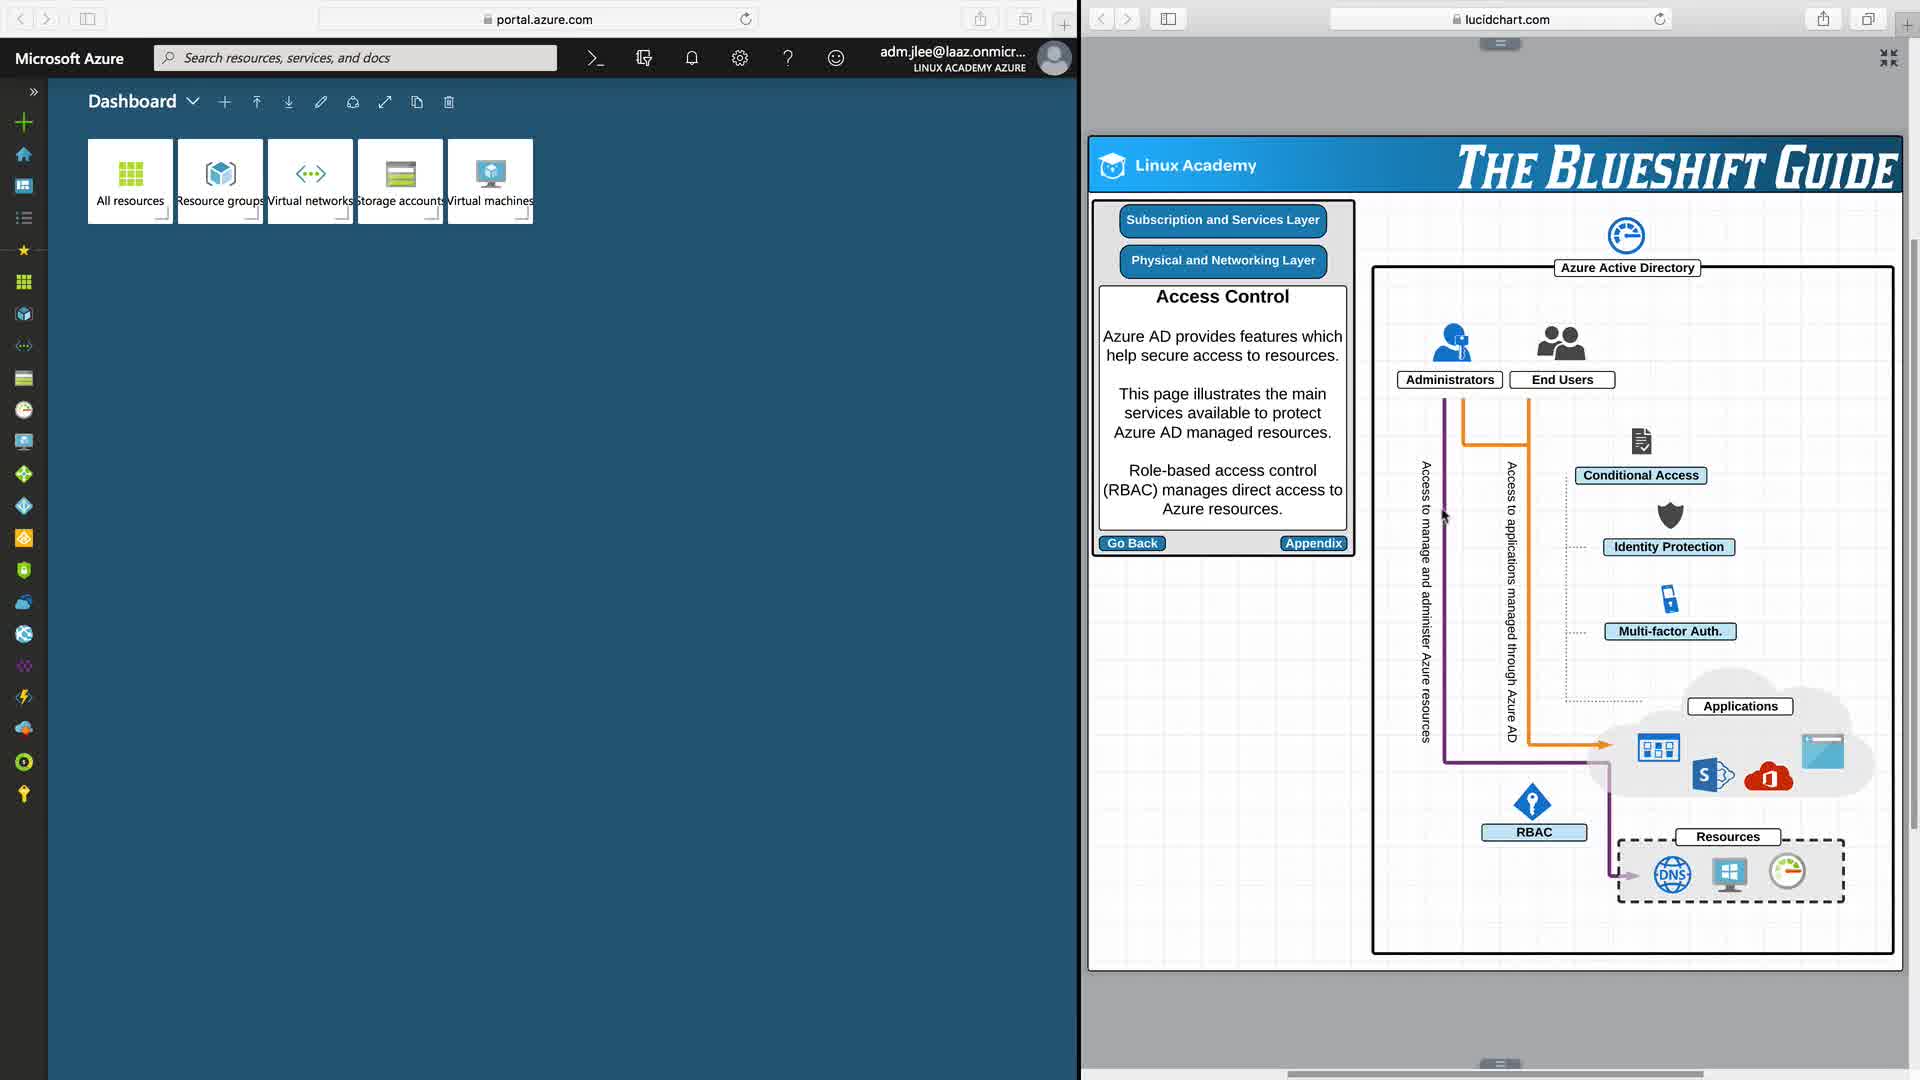 portal.azure.com
Microsoft Azure
Search resources, services, and docs
adm.jlee@laaz.onmicr...
LINUX ACADEMY AZURE
Dashboard
All resources
Resource groups
Virtual networks
Storage accounts
Virtual machines
lucidchart.com
Linux Academy
THE BLUESHIFT GUIDE
Subscription and Services Layer
Physical and Networking Layer
Access Control
Azure AD provides features which
help secure access to resources.
This page illustrates the main
services available to protect
Azure AD managed resources.
Role-based access control
(RBAC) manages direct access to
Azure resources.
Go Back
Appendix
Azure Active Directory
Administrators
End Users
Access to manage and administer Azure resources
Access to applications managed through Azure AD
Conditional Access
Identity Protection
Multi-factor Auth.
Applications
S
RBAC
Resources
DNS